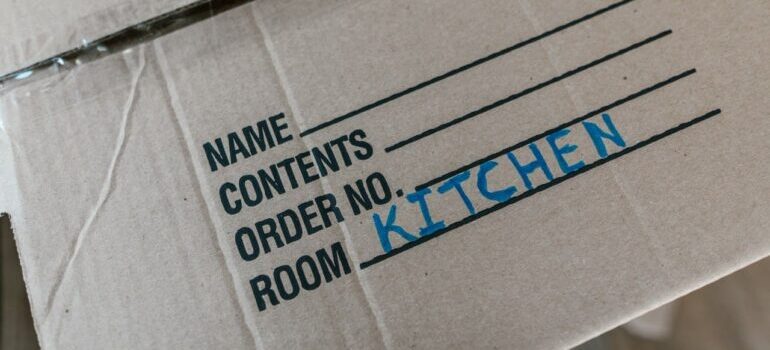 NAME
CONTENTS
ORDER NO.
ROOM KITCHEN